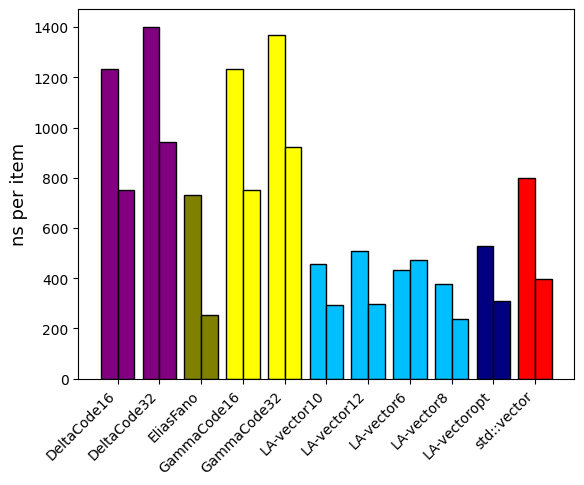 ns per item
1400
1200
1000
800
600
400
200
0
DeltaCode16
DeltaCode32
EliasFano
GammaCode16
GammaCode32
LA-vector10
LA-vector12
LA-vector6
LA-vector8
LA-vectoropt
std::vector